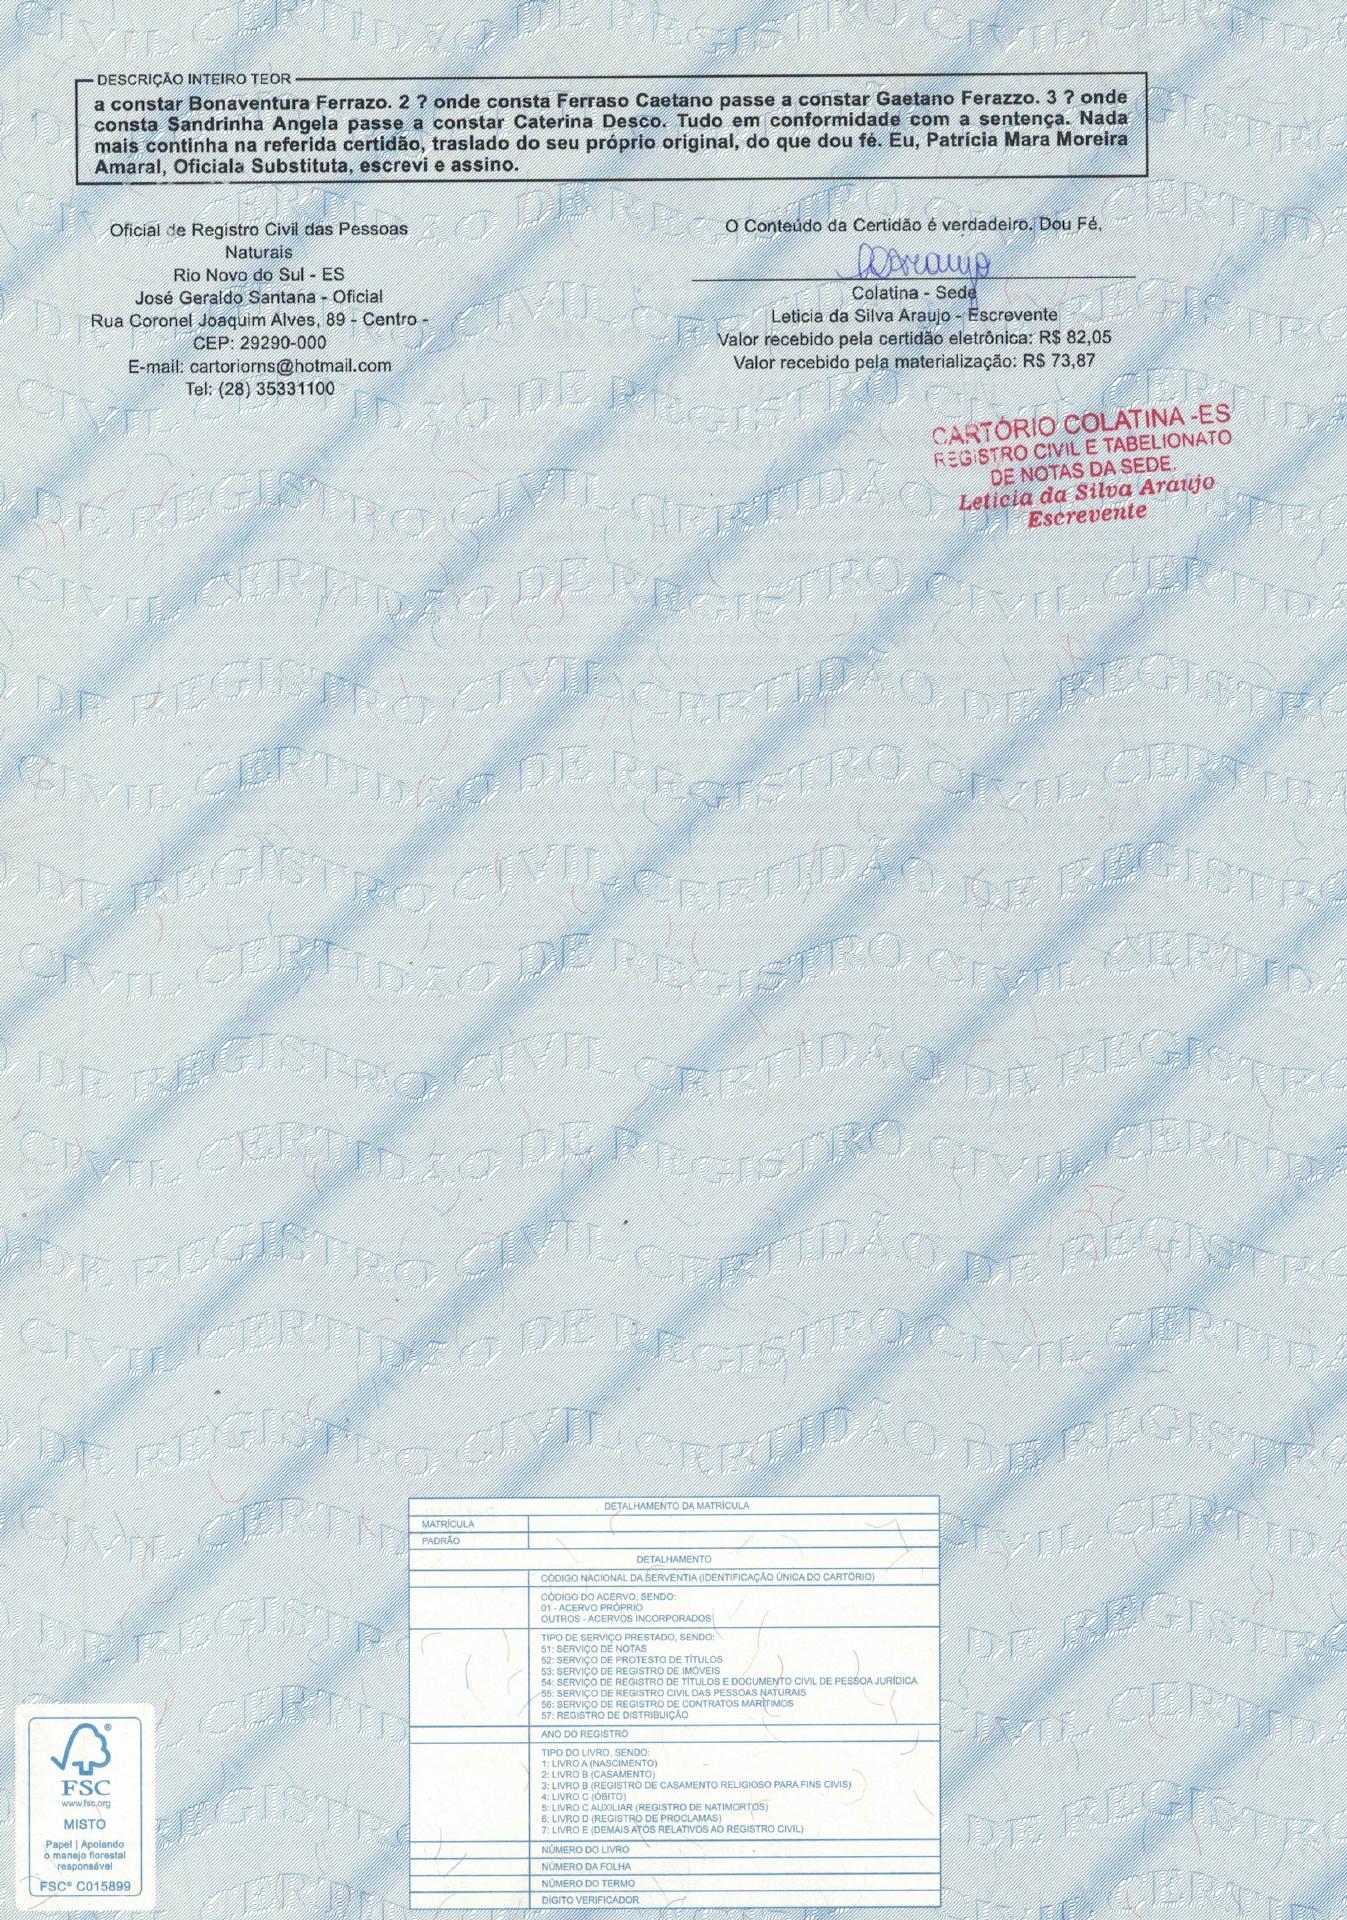 DESCRIÇÃO INTEIRO TEOR
a constar Bonaventura Ferrazo. 2 ? onde consta Ferraso Caetano passe a constar Gaetano Ferazzo. 3 ? onde
consta Sandrinha Angela passe a constar Caterina Desco. Tudo em conformidade com a sentença. Nada
mais continha na referida certidão, traslado do seu próprio original, do que dou fé. Eu, Patrícia Mara Moreira
Amaral, Oficiala Substituta, escrevi e assino.
Oficial de Registro Civil das Pessoas
Naturais
Rio Novo do Sul - ES
José Geraldo Santana - Oficial
Rua Coronel Joaquim Alves, 89 - Centro -
CEP: 29290-000
E-mail: cartoriorns@hotmail.com
Tel: (28) 35331100
O Conteúdo da Certidão é verdadeiro. Dou Fé,
Colatina - Sede
Leticia da Silva Araujo - Escrevente
Valor recebido pela certidão eletrônica: R$ 82,05
Valor recebido pela materialização: R$ 73,87
CARTÓRIO COLATINA -ES
REGISTRO CIVIL E TABELIONATO
DE NOTAS DA SEDE.
Leticia da Silva Araujo
Escrevente
DETALHAMENTO DA MATRÍCULA
MATRÍCULA
PADRÃO
DETALHAMENTO
CÓDIGO NACIONAL DA SERVENTIA (IDENTIFICAÇÃO ÚNICA DO CARTÓRIO)
CÓDIGO DO ACERVO, SENDO:
01 - ACERVO PRÓPRIO
OUTROS - ACERVOS INCORPORADOS
TIPO DE SERVIÇO PRESTADO, SENDO:
51: SERVIÇO DE NOTAS
52: SERVIÇO DE PROTESTO DE TÍTULOS
53: SERVIÇO DE REGISTRO DE IMÓVEIS
54: SERVIÇO DE REGISTRO DE TÍTULOS E DOCUMENTO CIVIL DE PESSOA JURÍDICA
55: SERVIÇO DE REGISTRO CIVIL DAS PESSOAS NATURAIS
56: SERVIÇO DE REGISTRO DE CONTRATOS MARÍTIMOS
57: REGISTRO DE DISTRIBUIÇÃO
ANO DO REGISTRO
TIPO DO LIVRO, SENDO:
1: LIVRO A (NASCIMENTO)
2: LIVRO B (CASAMENTO)
3: LIVRO B (REGISTRO DE CASAMENTO RELIGIOSO PARA FINS CIVIS)
4: LIVRO C (ÓBITO)
5: LIVRO C AUXILIAR (REGISTRO DE NATIMORTOS)
6: LIVRO D (REGISTRO DE PROCLAMAS)
7: LIVRO E (DEMAIS ATOS RELATIVOS AO REGISTRO CIVIL)
NÚMERO DO LIVRO
NÚMERO DA FOLHA
NÚMERO DO TERMO
DÍGITO VERIFICADOR
FSC
www.fsc.org
MISTO
Papel | Apoiando
o manejo florestal
responsável
FSC® C015899